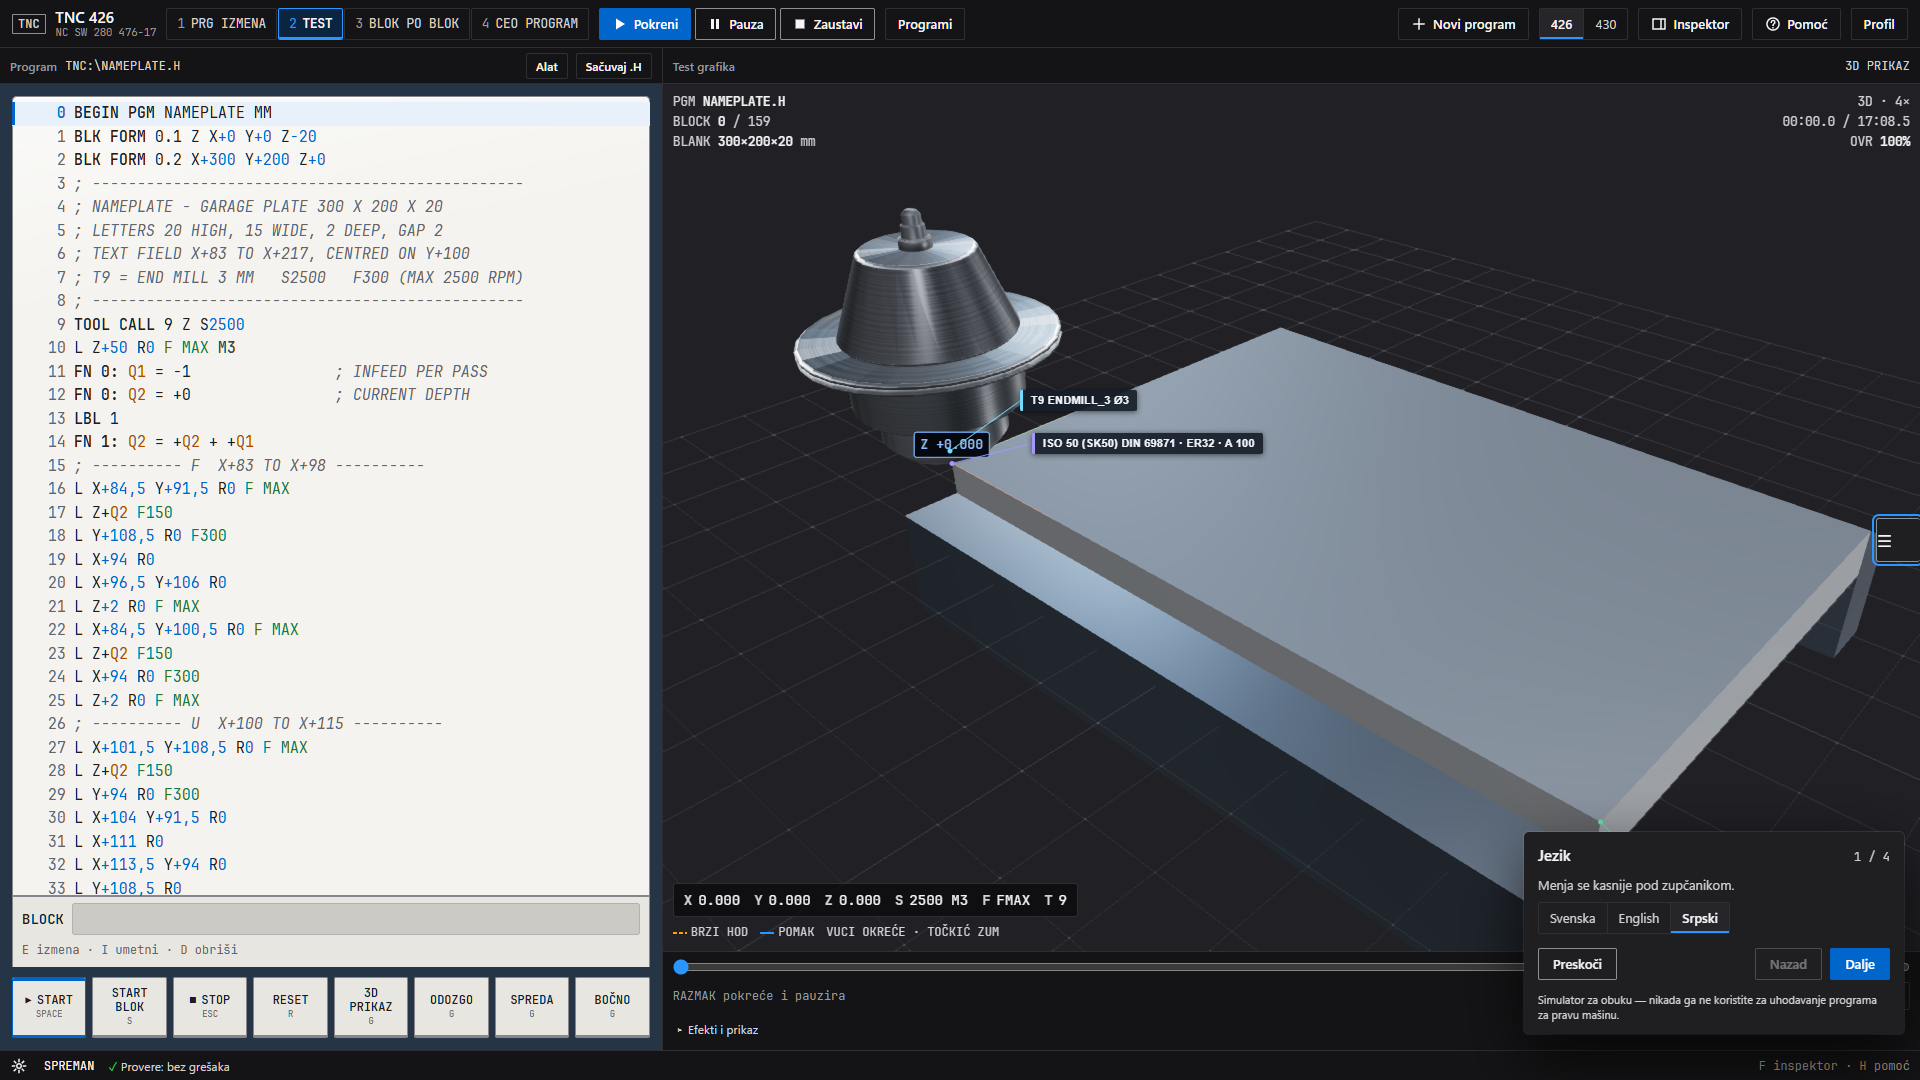 TNC
TNC 426
NC SW 280 476-17
1 PRG IZMENA
2 TEST
3 BLOK PO BLOK
4 CEO PROGRAM
Pokreni
Pauza
Zaustavi
Programi
Novi program
426
430
Inspektor
Pomoć
Profil
Program TNC:\NAMEPLATE.H
Alat
Sačuvaj .H
Test grafika
3D PRIKAZ
0 BEGIN PGM NAMEPLATE MM
1 BLK FORM 0.1 Z X+0 Y+0 Z-20
2 BLK FORM 0.2 X+300 Y+200 Z+0
3 ; ------------------------------------------------
4 ; NAMEPLATE - GARAGE PLATE 300 X 200 X 20
5 ; LETTERS 20 HIGH, 15 WIDE, 2 DEEP, GAP 2
6 ; TEXT FIELD X+83 TO X+217, CENTRED ON Y+100
7 ; T9 = END MILL 3 MM   S2500   F300 (MAX 2500 RPM)
8 ; ------------------------------------------------
9 TOOL CALL 9 Z S2500
10 L Z+50 R0 F MAX M3
11 FN 0: Q1 = -1                ; INFEED PER PASS
12 FN 0: Q2 = +0                ; CURRENT DEPTH
13 LBL 1
14 FN 1: Q2 = +Q2 + +Q1
15 ; ---------- F  X+83 TO X+98 ----------
16 L X+84,5 Y+91,5 R0 F MAX
17 L Z+Q2 F150
18 L Y+108,5 R0 F300
19 L X+94 R0
20 L X+96,5 Y+106 R0
21 L Z+2 R0 F MAX
22 L X+84,5 Y+100,5 R0 F MAX
23 L Z+Q2 F150
24 L X+94 R0 F300
25 L Z+2 R0 F MAX
26 ; ---------- U  X+100 TO X+115 ----------
27 L X+101,5 Y+108,5 R0 F MAX
28 L Z+Q2 F150
29 L Y+94 R0 F300
30 L X+104 Y+91,5 R0
31 L X+111 R0
32 L X+113,5 Y+94 R0
33 L Y+108,5 R0
BLOCK
E izmena · I umetni · D obriši
▸ START
SPACE
START BLOK
S
■ STOP
ESC
RESET
R
3D PRIKAZ
G
ODOZGO
G
SPREDA
G
BOČNO
G
PGM NAMEPLATE.H
BLOCK 0 / 159
BLANK 300×200×20 mm
3D · 4×
00:00.0 / 17:08.5
OVR 100%
T9 ENDMILL_3 Ø3
Z +0.000
ISO 50 (SK50) DIN 69871 · ER32 · A 100
X 0.000 Y 0.000 Z 0.000 S 2500 M3 F FMAX T 9
BRZI HOD POMAK VUCI OKREĆE · TOČKIĆ ZUM
RAZMAK pokreće i pauzira
▸ Efekti i prikaz
Jezik
1 / 4
Menja se kasnije pod zupčanikom.
Svenska
English
Srpski
Preskoči
Nazad
Dalje
Simulator za obuku — nikada ga ne koristite za uhodavanje programa
za pravu mašinu.
SPREMAN
✓ Provere: bez grešaka
F inspektor · H pomoć